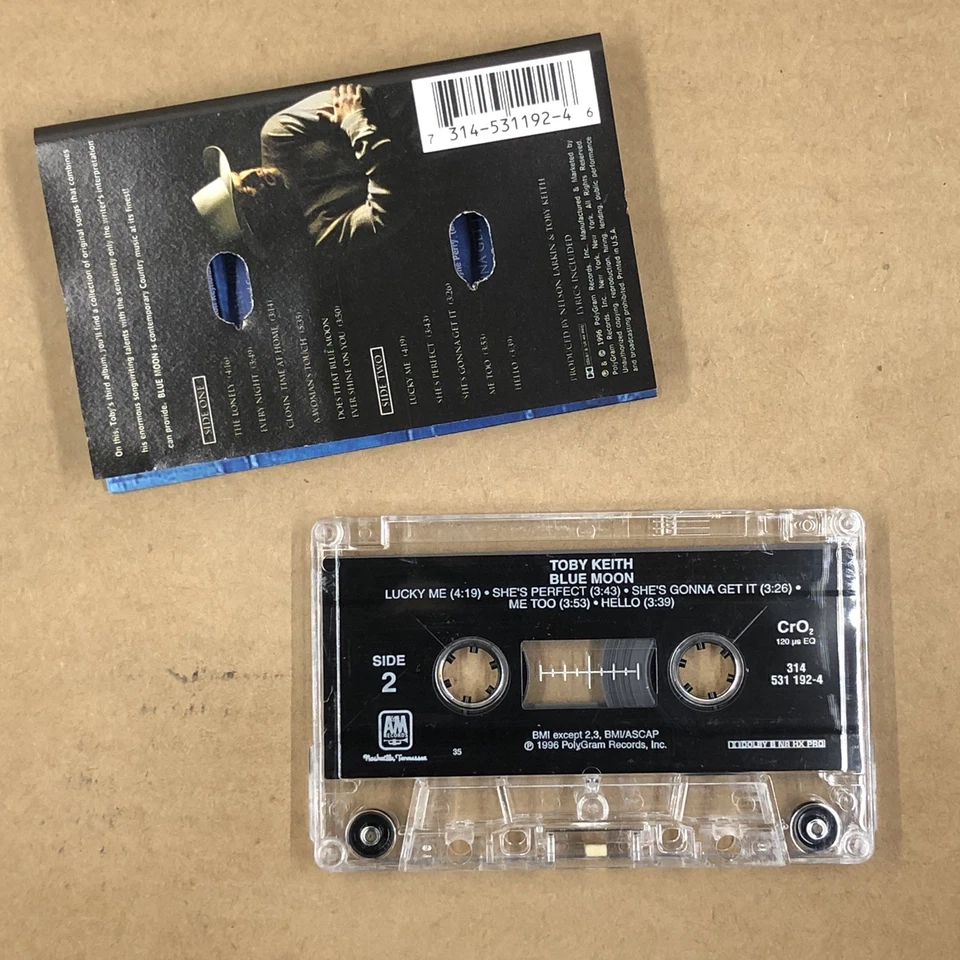 On this, Toby's third album, you'll find a collection of original songs that combines
his enormous songwriting talents with the sensitivity only the writer's interpretation
can provide. BLUE MOON is contemporary Country music at its finest!
SIDE ONE
THE LONELY (4:16)
EVERY NIGHT (3:49)
CLOSIN' TIME AT HOME (3:14)
A WOMAN'S TOUCH (5:35)
DOES THAT BLUE MOON
EVER SHINE ON YOU (3:50)
SIDE TWO
LUCKY ME (4:19)
SHE'S PERFECT (3:43)
SHE'S GONNA GET IT (3:26)
ME TOO (3:53)
HELLO (3:39)
PRODUCED BY NELSON LARKIN & TOBY KEITH
LYRICS INCLUDED
℗ & © 1996 PolyGram Records, Inc. Manufactured & Marketed by
PolyGram Records, Inc. New York, New York. All Rights Reserved.
Unauthorized copying, reproduction, hiring, lending, public performance
and broadcasting prohibited. Printed in U.S.A.
7 314-531192-4 6
NA GET
TOBY KEITH
BLUE MOON
LUCKY ME (4:19) • SHE'S PERFECT (3:43) • SHE'S GONNA GET IT (3:26) •
ME TOO (3:53) • HELLO (3:39)
CrO2
120 µs EQ
SIDE
2
314
531 192-4
A&M
RECORDS
Nashville, Tennessee
35
BMI except 2,3, BMI/ASCAP
℗ 1996 PolyGram Records, Inc.
DOLBY B NR HX PRO